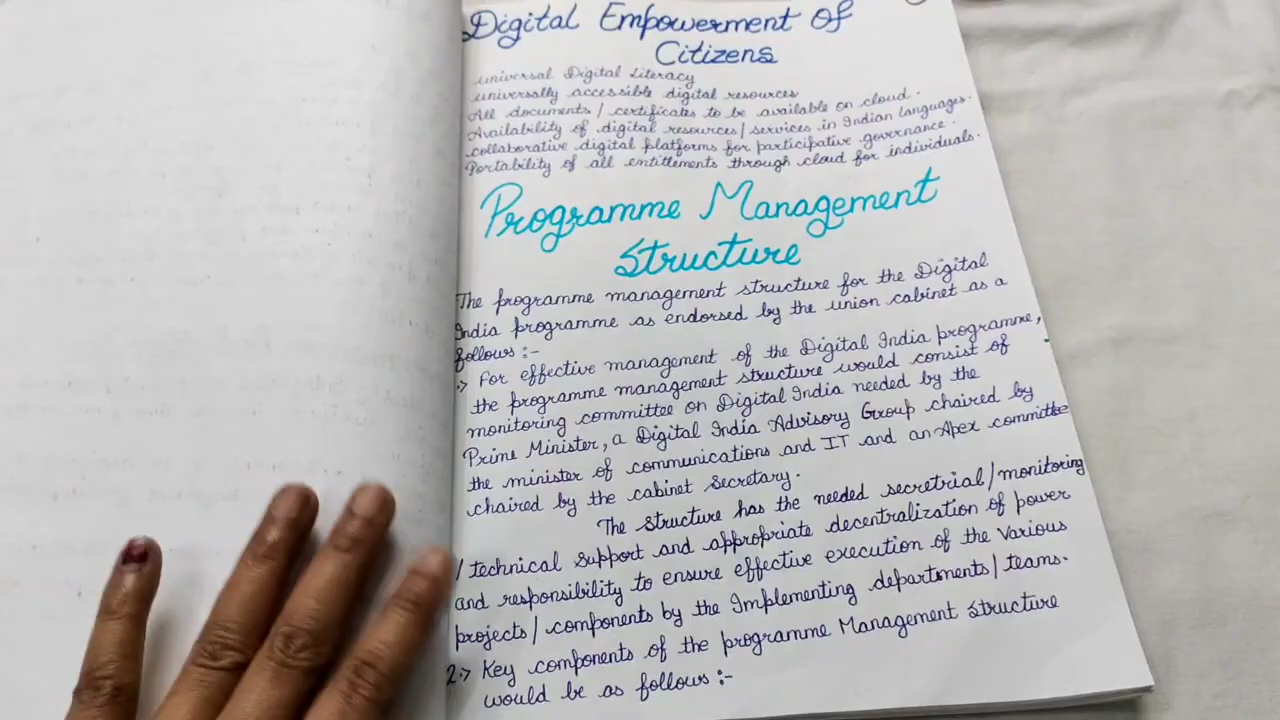 Digital Empowerment of
Citizens
universal Digital Literacy
universally accessible digital resources
All documents / certificates to be available on cloud.
Availability of digital resources / services in Indian languages.
collaborative digital platforms for participative governance.
Portability of all entitlements through cloud for individuals.
Programme Management
Structure
The programme management structure for the Digital
India programme as endorsed by the union cabinet as a
follows :-
.> For effective management of the Digital India programme,
the programme management structure would consist of
monitoring committee on Digital India needed by the
Prime Minister, a Digital India Advisory Group chaired by
the minister of communications and IT and an Apex committee
chaired by the cabinet Secretary.
The structure has the needed secretrial / monitoring
/ technical support and appropriate decentralization of power
and responsibility to ensure effective execution of the various
projects / components by the Implementing departments / teams.
2.> Key components of the programme Management structure
would be as follows :-